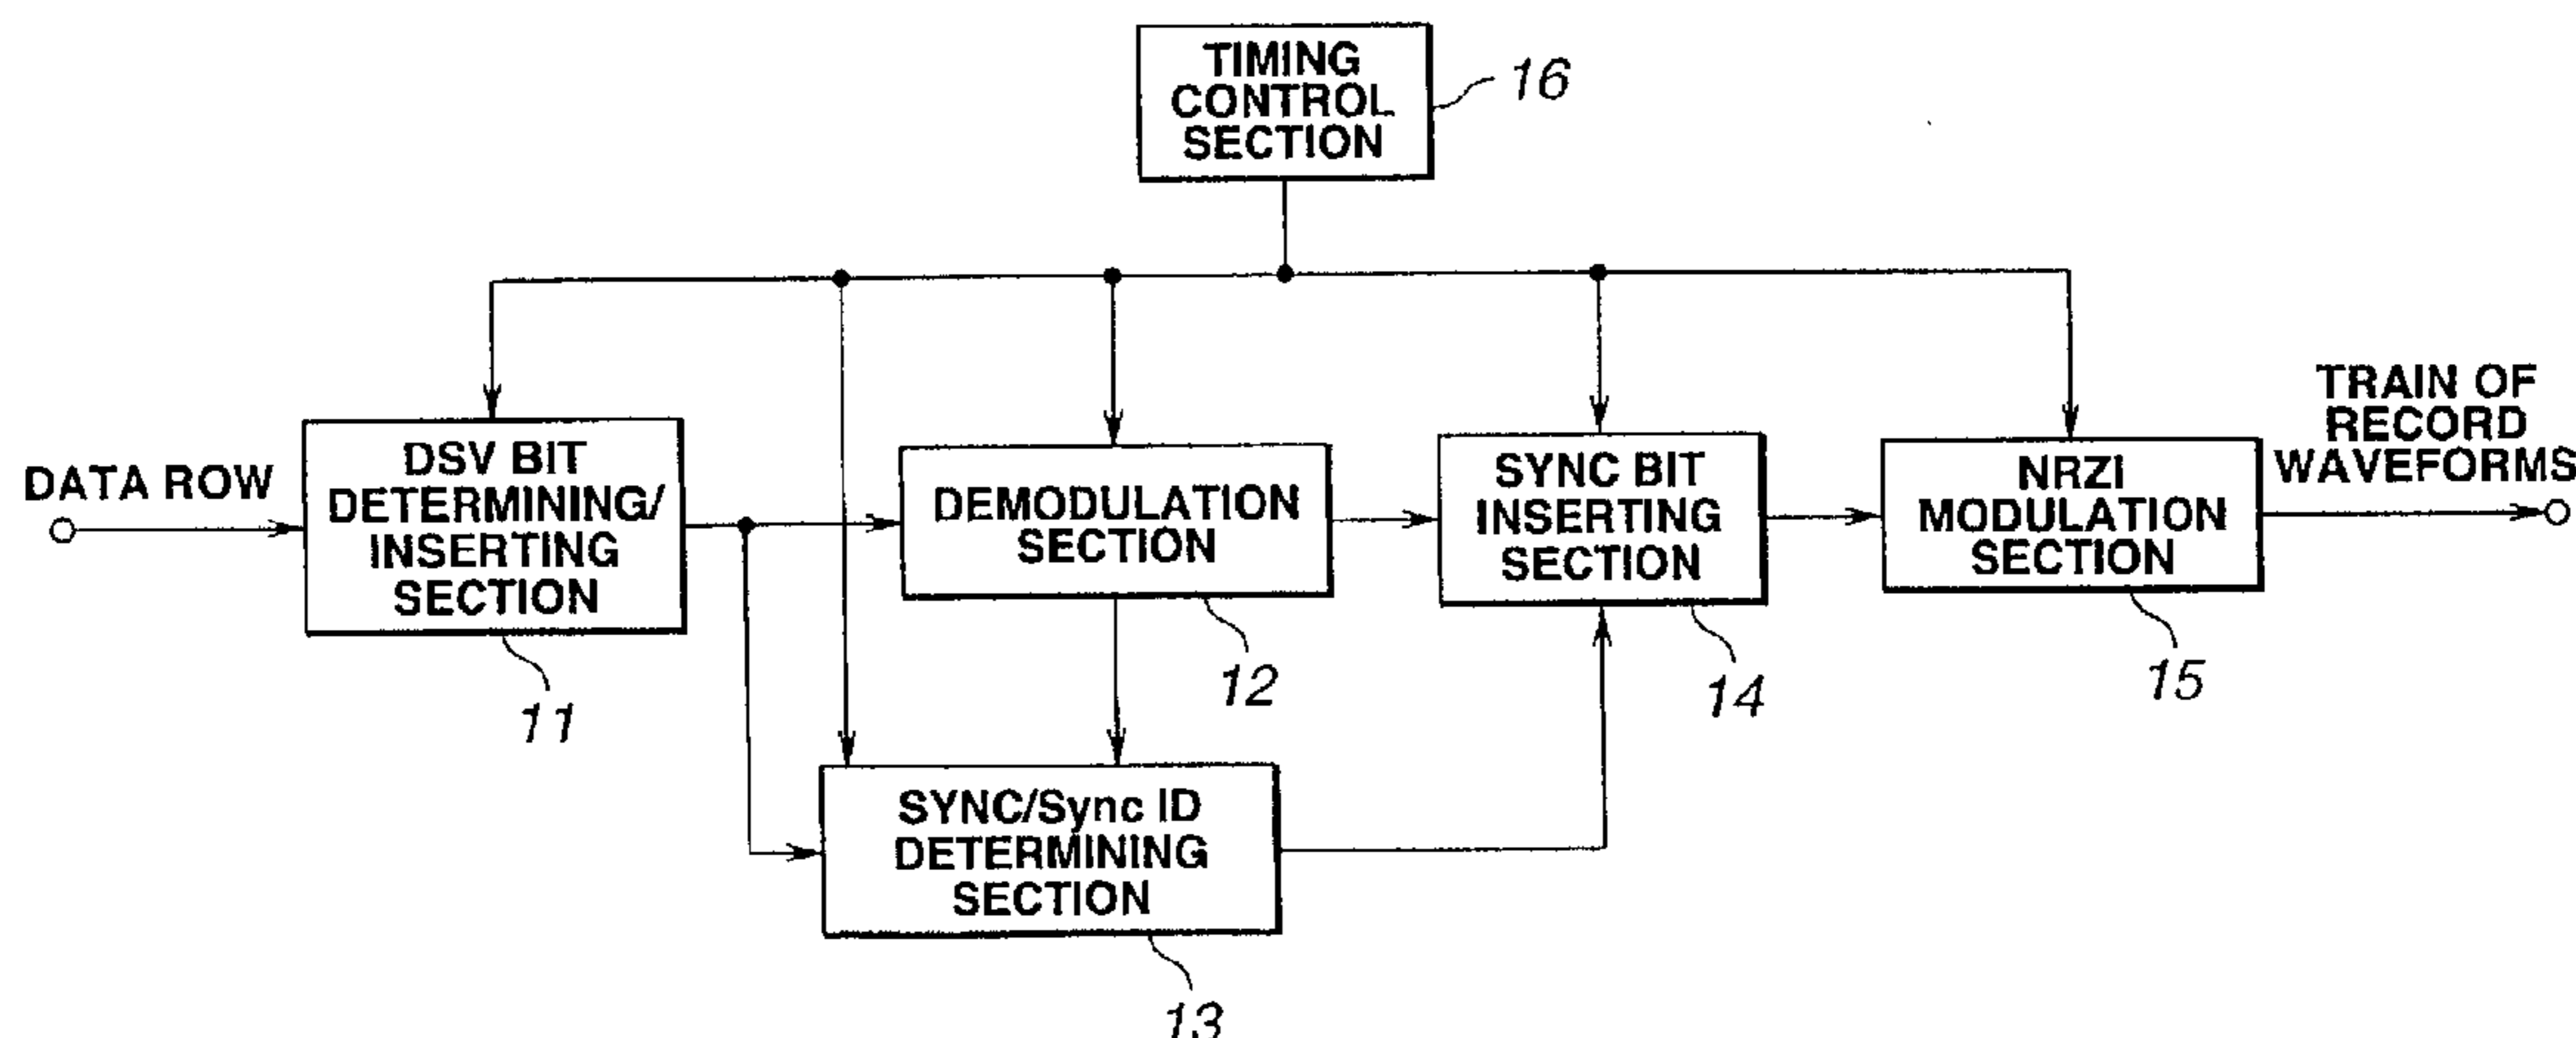 TIMING
CONTROL
SECTION
16
DATA ROW
DSV BIT
DETERMINING/
INSERTING
SECTION
11
DEMODULATION
SECTION
12
SYNC BIT
INSERTING
SECTION
14
NRZI
MODULATION
SECTION
15
TRAIN OF
RECORD
WAVEFORMS
SYNC/Sync ID
DETERMINING
SECTION
13